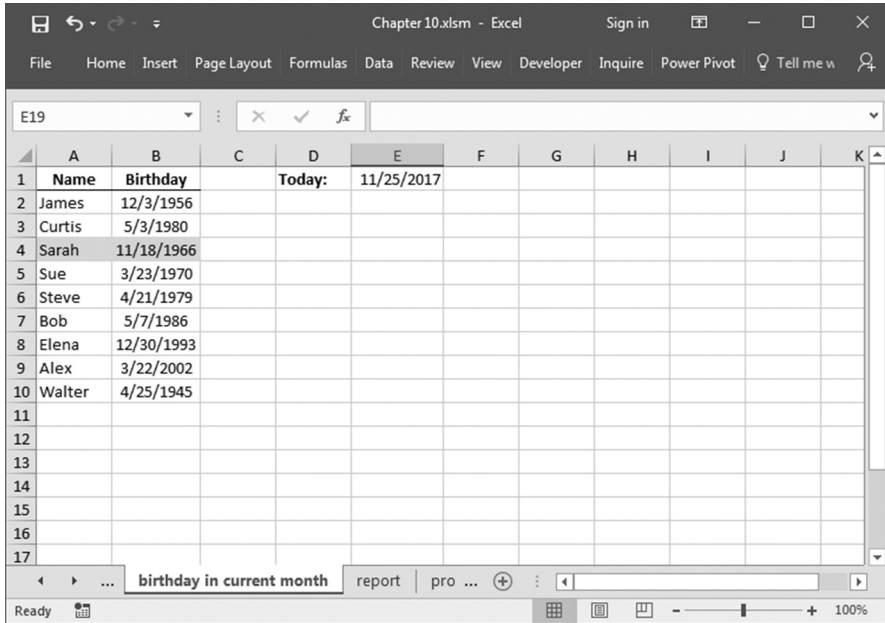 Chapter 10.xlsm - Excel Sign in
File Home Insert Page Layout Formulas Data Review View Developer Inquire Power Pivot Tell me w
E19 fx
A B C D E F G H I J K
1 Name Birthday Today: 11/25/2017
2 James 12/3/1956
3 Curtis 5/3/1980
4 Sarah 11/18/1966
5 Sue 3/23/1970
6 Steve 4/21/1979
7 Bob 5/7/1986
8 Elena 12/30/1993
9 Alex 3/22/2002
10 Walter 4/25/1945
11
12
13
14
15
16
17
... birthday in current month report pro ...
Ready 100%